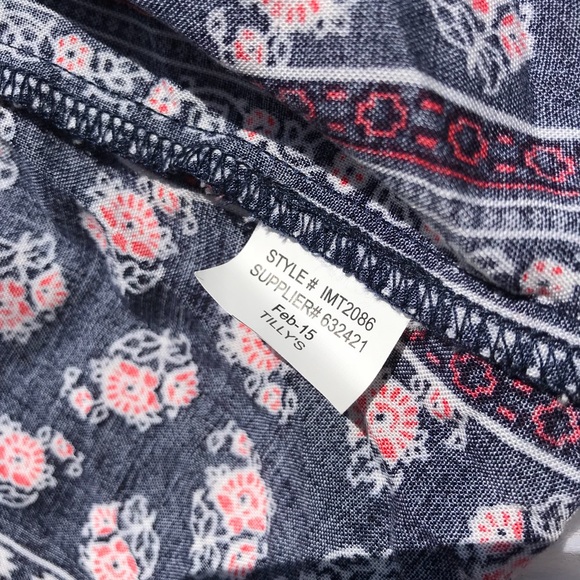 STYLE# IMT2086
SUPPLIER# 632421
Feb-15
TILLY'S